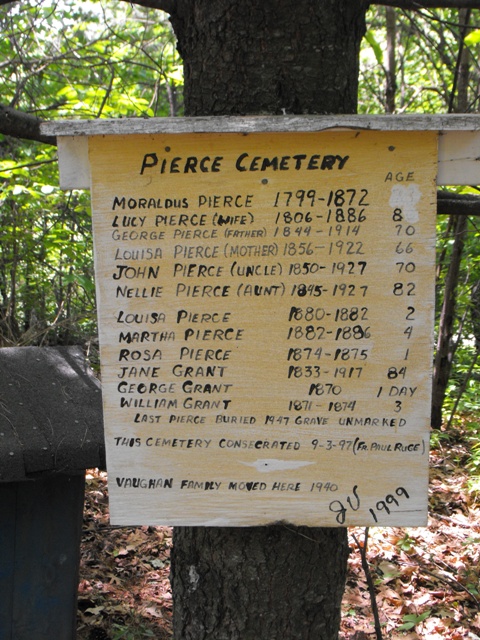 PIERCE CEMETERY
AGE
MORALDUS PIERCE 1799-1872
LUCY PIERCE (WIFE) 1806-1886
GEORGE PIERCE (FATHER) 1844-1914 70
LOUISA PIERCE (MOTHER) 1856-1922 66
JOHN PIERCE (UNCLE) 1850-1927 70
NELLIE PIERCE (AUNT) 1845-1927 82
LOUISA PIERCE 1880-1882 2
MARTHA PIERCE 1882-1886 4
ROSA PIERCE 1874-1875 1
JANE GRANT 1833-1917 84
GEORGE GRANT 1870 1 DAY
WILLIAM GRANT 1871-1874 3
LAST PIERCE BURIED 1947 GRAVE UNMARKED
THIS CEMETERY CONSECRATED 9-3-97 (FR. PAUL RUGE)
VAUGHAN FAMILY MOVED HERE 1940
JV 1999